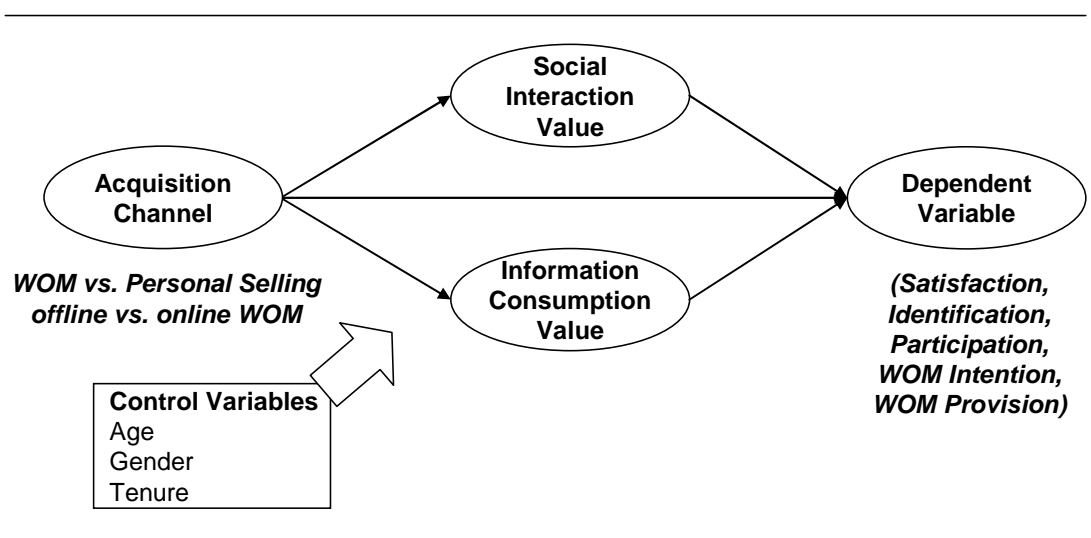 Social
Interaction
Value
Acquisition
Channel
Dependent
Variable
WOM vs. Personal Selling
offline vs. online WOM
Information
Consumption
Value
(Satisfaction,
Identification,
Participation,
WOM Intention,
WOM Provision)
Control Variables
Age
Gender
Tenure